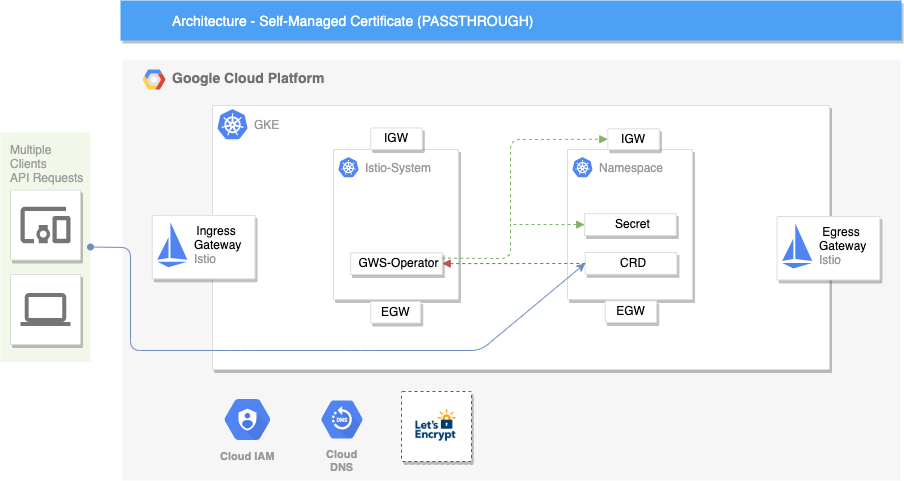 Architecture - Self-Managed Certificate (PASSTHROUGH)
Google Cloud Platform
GKE
Multiple
Clients
API Requests
IGW
Istio-System
GWS-Operator
EGW
IGW
Namespace
Secret
CRD
EGW
Ingress
Gateway
Istio
Egress
Gateway
Istio
Cloud IAM
DNS
Cloud
DNS
Let's
Encrypt